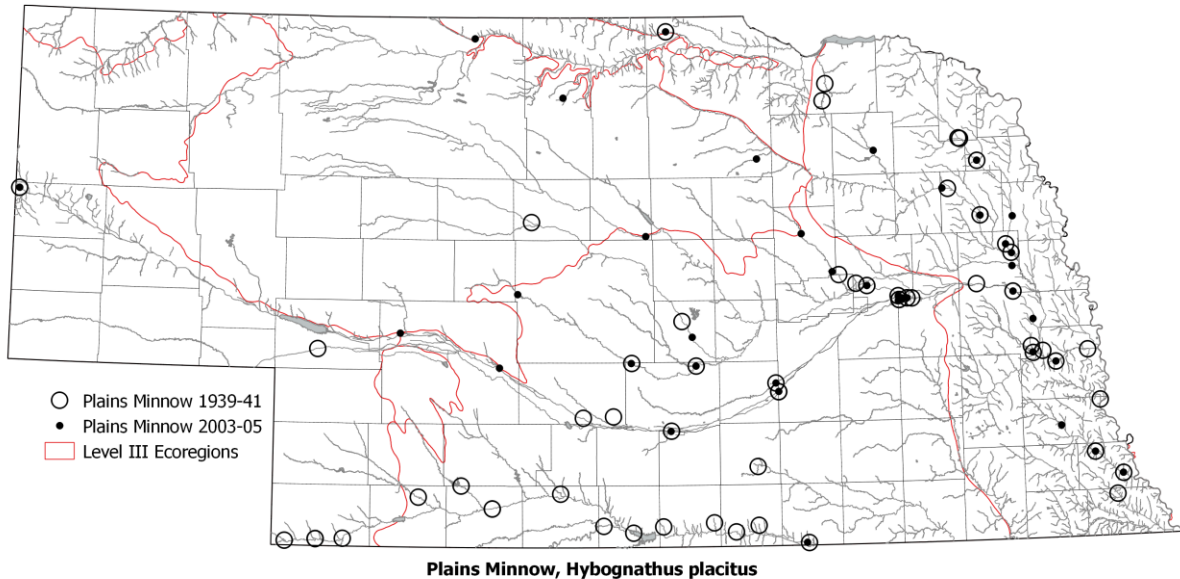 Plains Minnow 1939-41
Plains Minnow 2003-05
Level III Ecoregions
Plains Minnow, Hybognathus placitus